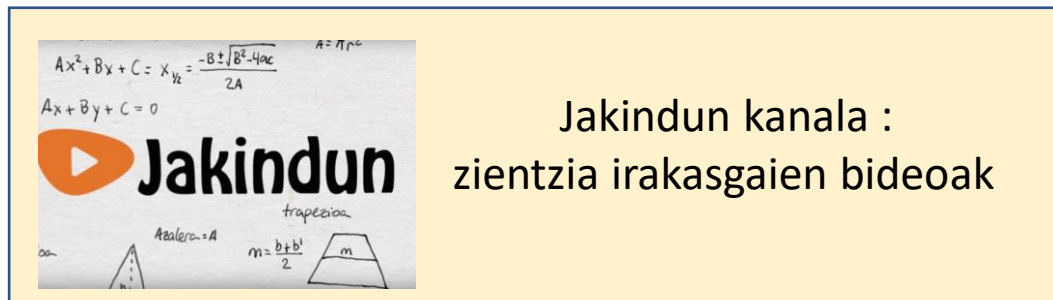 A = πr²
Ax² + Bx + C = x₁/₂ = -B ± √B²-4ac / 2A
Ax + By + C = 0
Jakindun
trapezioa
Azalera = A
m = b+b' / 2
m
Jakindun kanala :
zientzia irakasgaien bideoak